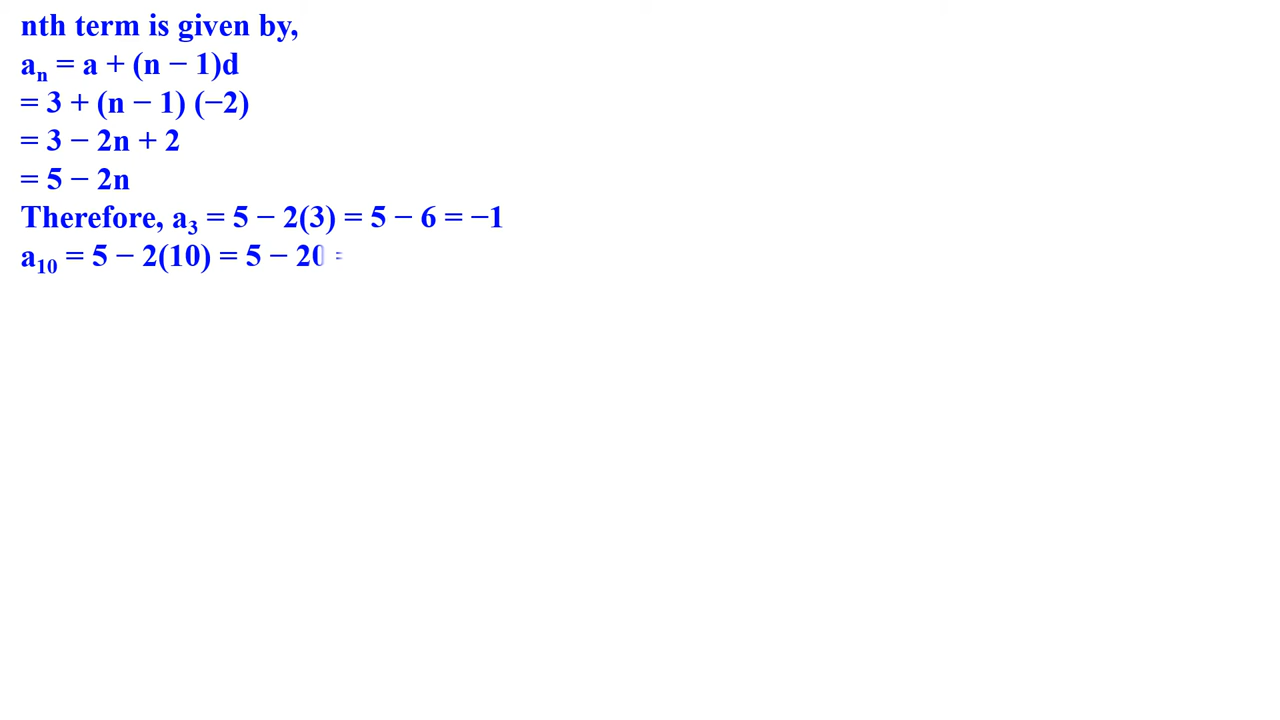 nth term is given by,
aₙ = a + (n − 1)d
= 3 + (n − 1) (−2)
= 3 − 2n + 2
= 5 − 2n
Therefore, a₃ = 5 − 2(3) = 5 − 6 = −1
a₁₀ = 5 − 2(10) = 5 − 20 =